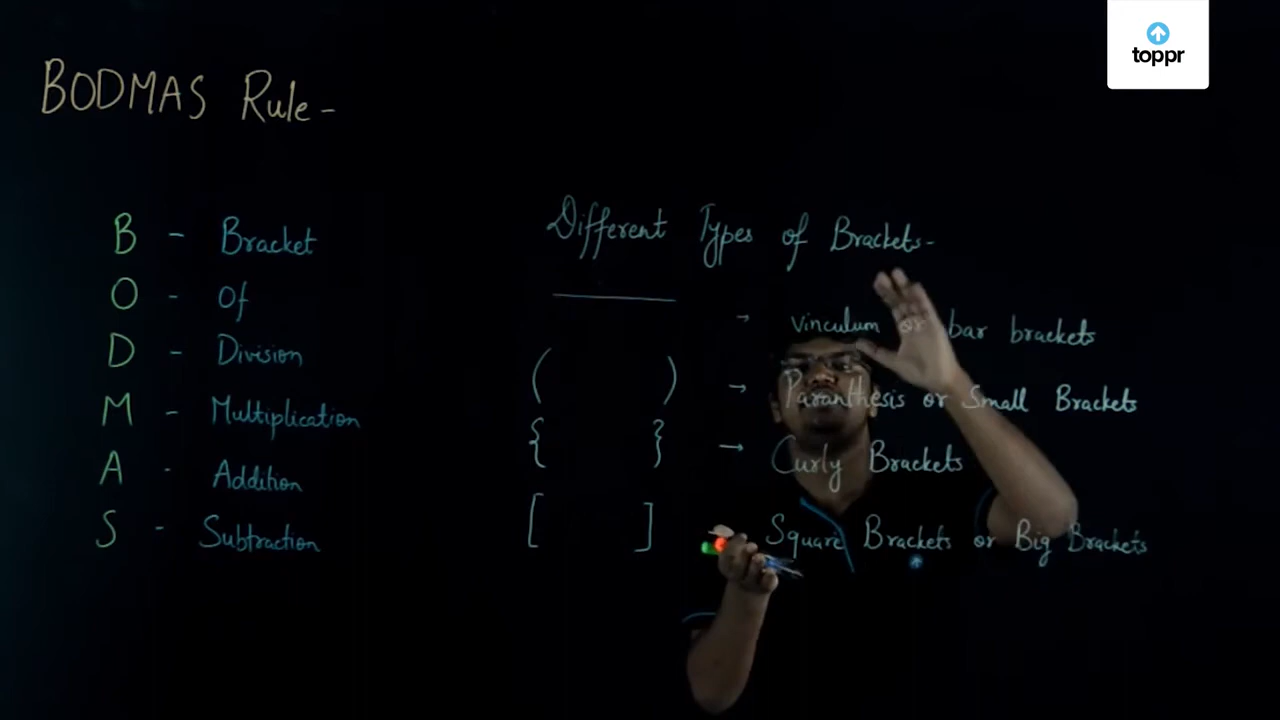 toppr
BODMAS Rule -
B - Bracket
O - Of
D - Division
M - Multiplication
A - Addition
S - Subtraction
Different Types of Brackets -
→ Vinculum or bar brackets
( ) → Paranthesis or Small Brackets
{ } → Curly Brackets
[ ] Square Brackets or Big Brackets